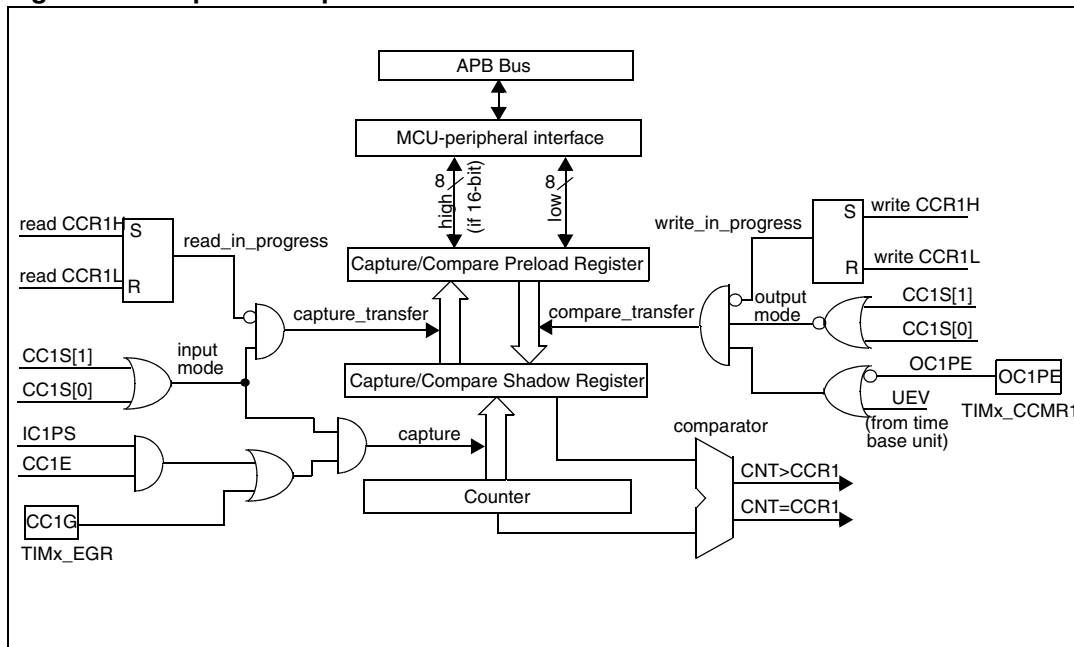 APB Bus
MCU-peripheral interface
8
high
(if 16-bit)
8
low
read CCR1H
S
read_in_progress
read CCR1L
R
write_in_progress
S
write CCR1H
R
write CCR1L
Capture/Compare Preload Register
capture_transfer
compare_transfer
output
mode
CC1S[1]
CC1S[0]
input
mode
CC1S[1]
CC1S[0]
Capture/Compare Shadow Register
OC1PE
OC1PE
UEV
TIMx_CCMR1
(from time
base unit)
IC1PS
CC1E
capture
comparator
CNT>CCR1
Counter
CNT=CCR1
CC1G
TIMx_EGR